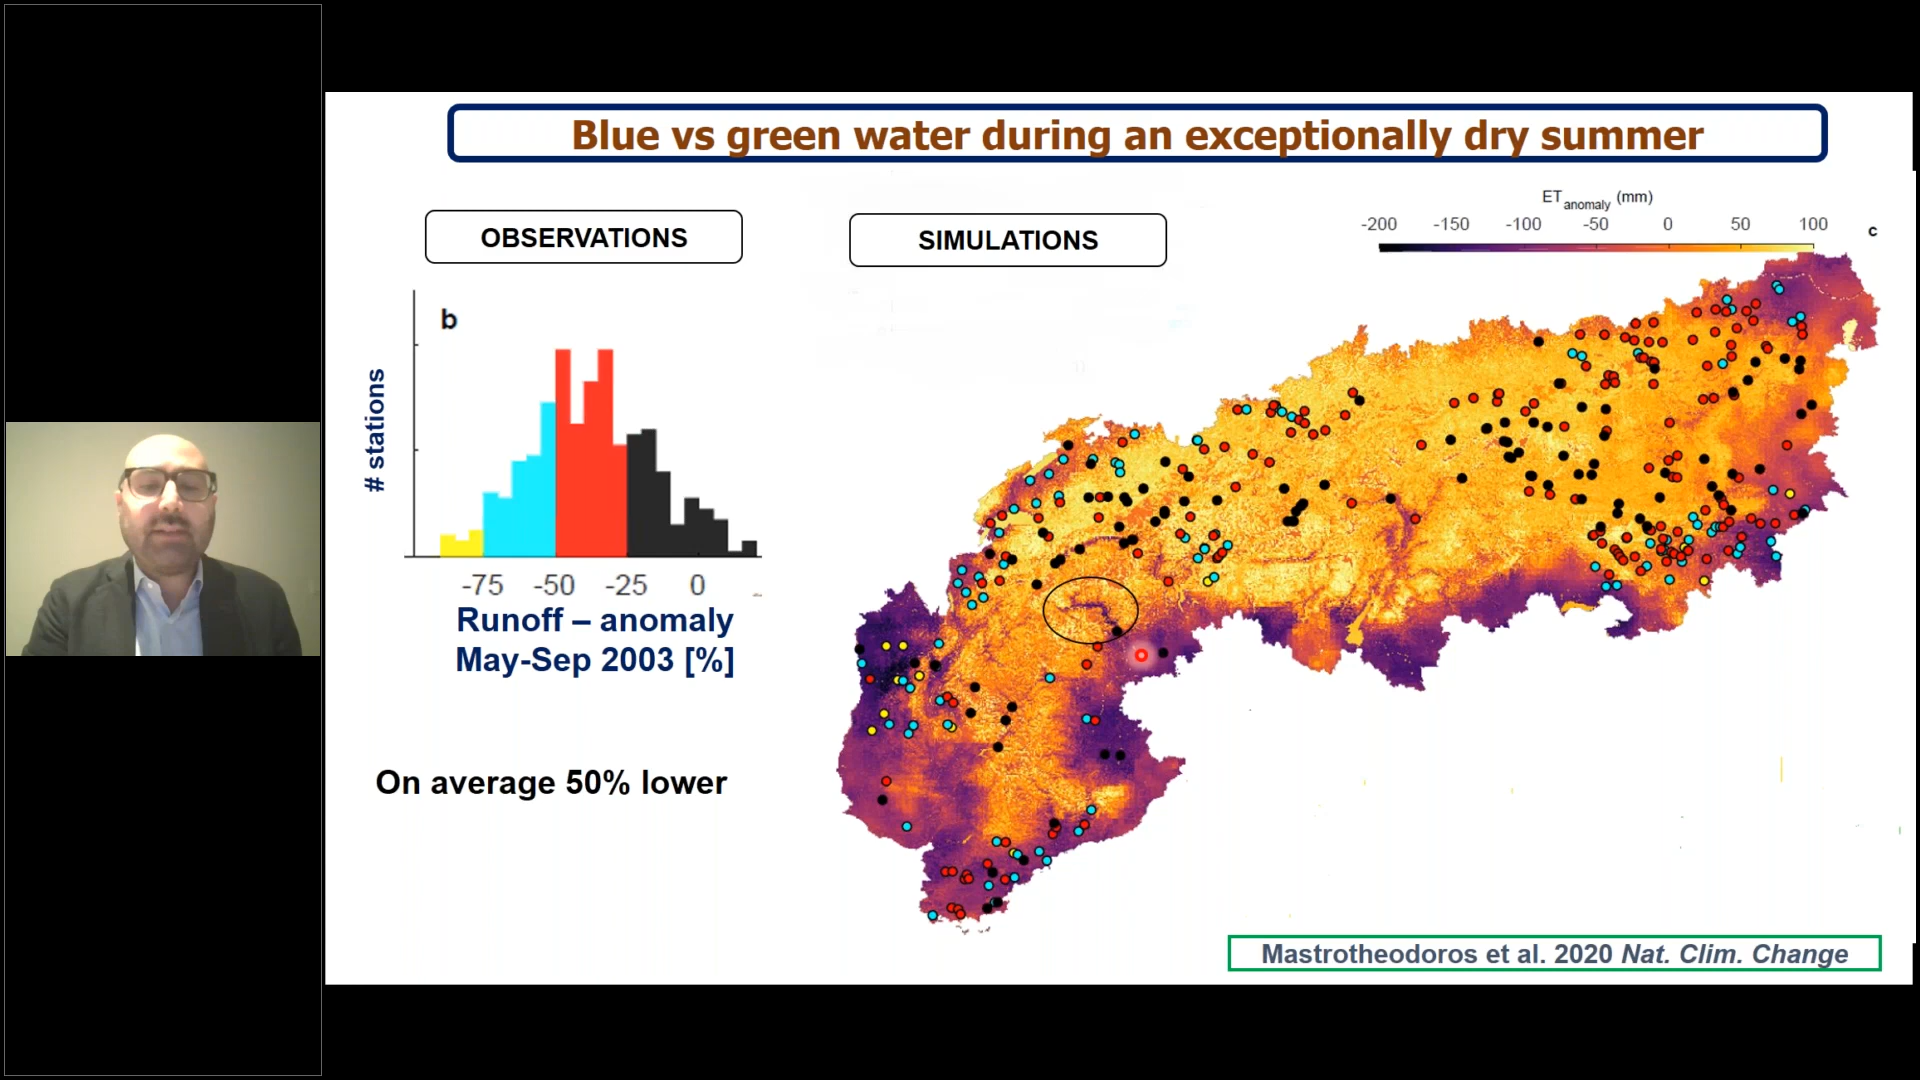 Blue vs green water during an exceptionally dry summer
OBSERVATIONS
SIMULATIONS
ET anomaly (mm)
-200 -150 -100 -50 0 50 100
c
b
# stations
-75 -50 -25 0
Runoff – anomaly
May-Sep 2003 [%]
On average 50% lower
Mastrotheodoros et al. 2020 Nat. Clim. Change